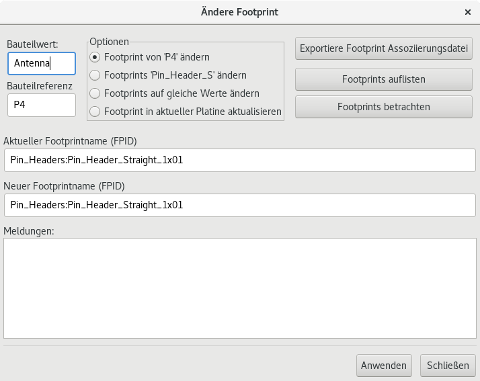 Ändere Footprint
Bauteilwert:
Antenna
Bauteilreferenz
P4
Optionen
Footprint von 'P4' ändern
Footprints 'Pin_Header_S' ändern
Footprints auf gleiche Werte ändern
Footprint in aktueller Platine aktualisieren
Exportiere Footprint Assoziierungsdatei
Footprints auflisten
Footprints betrachten
Aktueller Footprintname (FPID)
Pin_Headers:Pin_Header_Straight_1x01
Neuer Footprintname (FPID)
Pin_Headers:Pin_Header_Straight_1x01
Meldungen:
Anwenden
Schließen